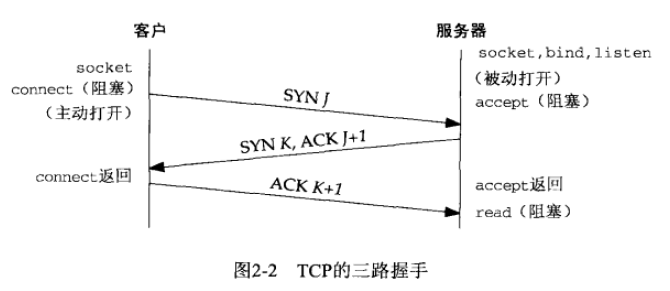 客户
服务器
socket
connect（阻塞）
（主动打开）
socket,bind,listen
（被动打开）
accept（阻塞）
SYN J
SYN K, ACK J+1
connect返回
ACK K+1
accept返回
read（阻塞）
图2-2 TCP的三路握手